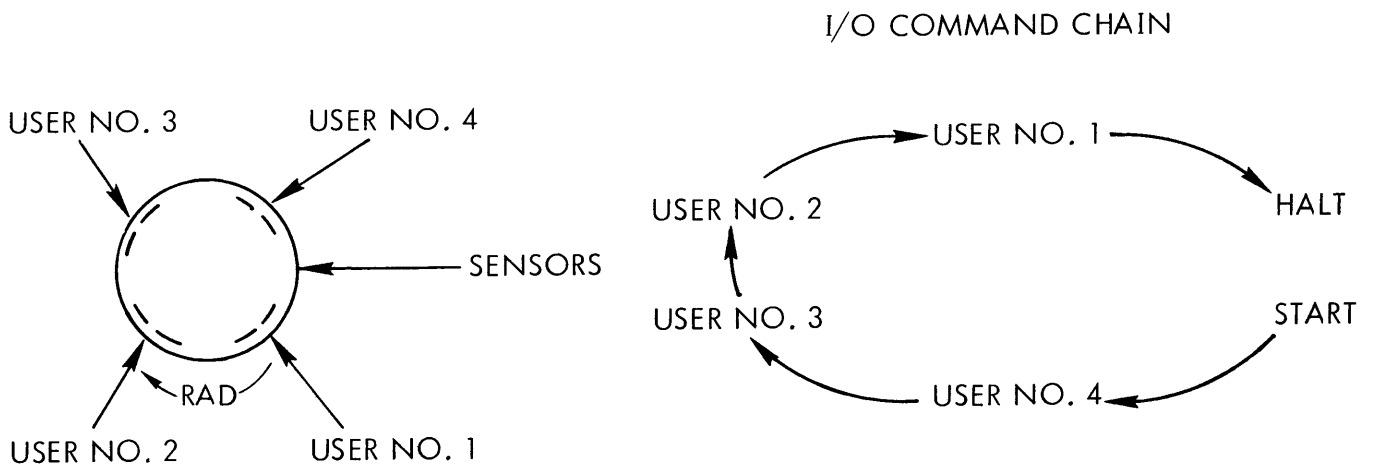 I/O COMMAND CHAIN
USER NO. 3
USER NO. 4
SENSORS
RAD
USER NO. 2
USER NO. 1
USER NO. 1
HALT
USER NO. 2
USER NO. 3
START
USER NO. 4